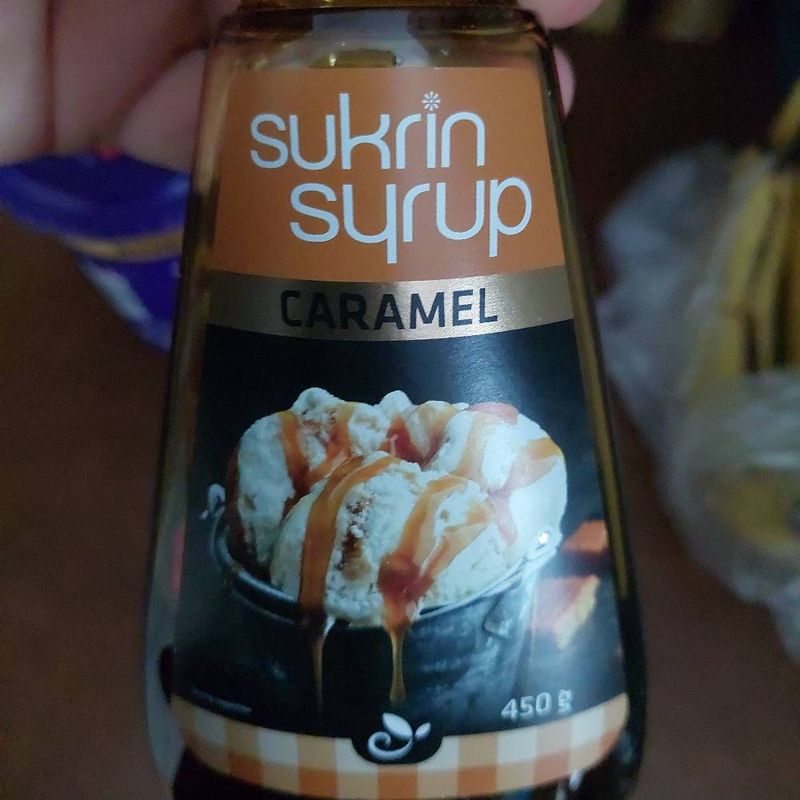 sukrin
syrup
CARAMEL
450 g